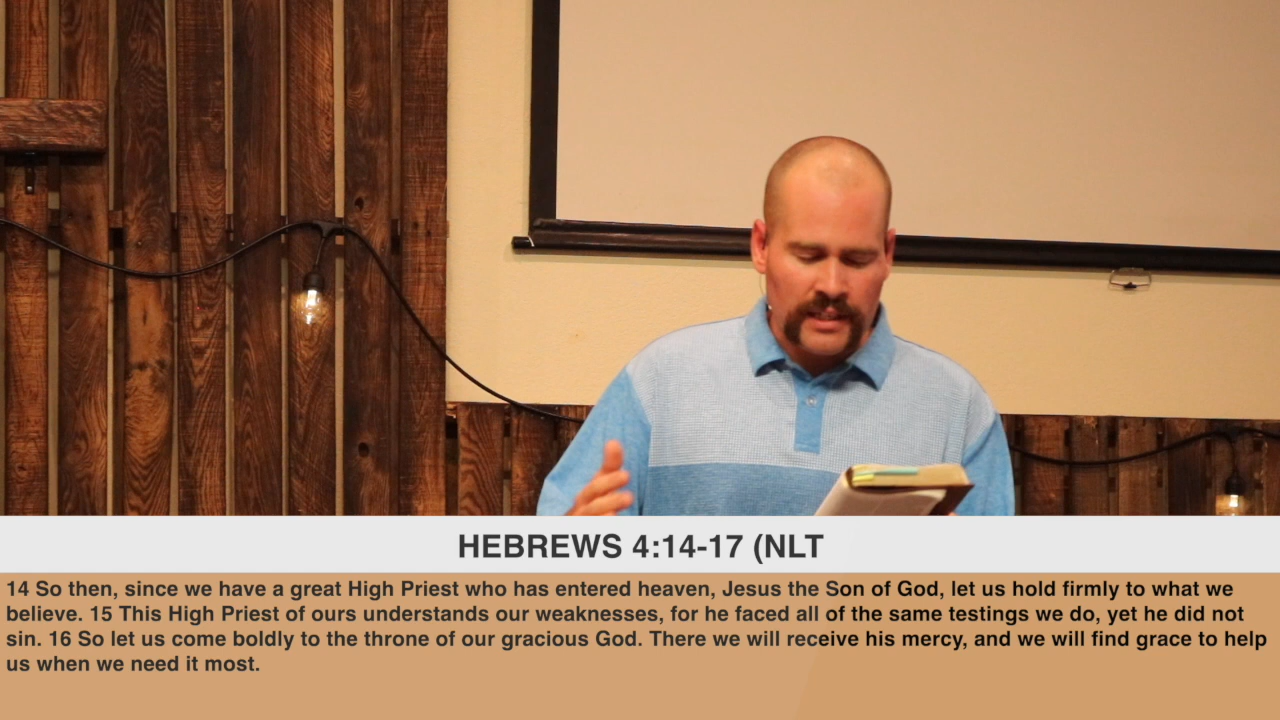 HEBREWS 4:14-17 (NLT
14 So then, since we have a great High Priest who has entered heaven, Jesus the Son of God, let us hold firmly to what we
believe. 15 This High Priest of ours understands our weaknesses, for he faced all of the same testings we do, yet he did not
sin. 16 So let us come boldly to the throne of our gracious God. There we will receive his mercy, and we will find grace to help
us when we need it most.